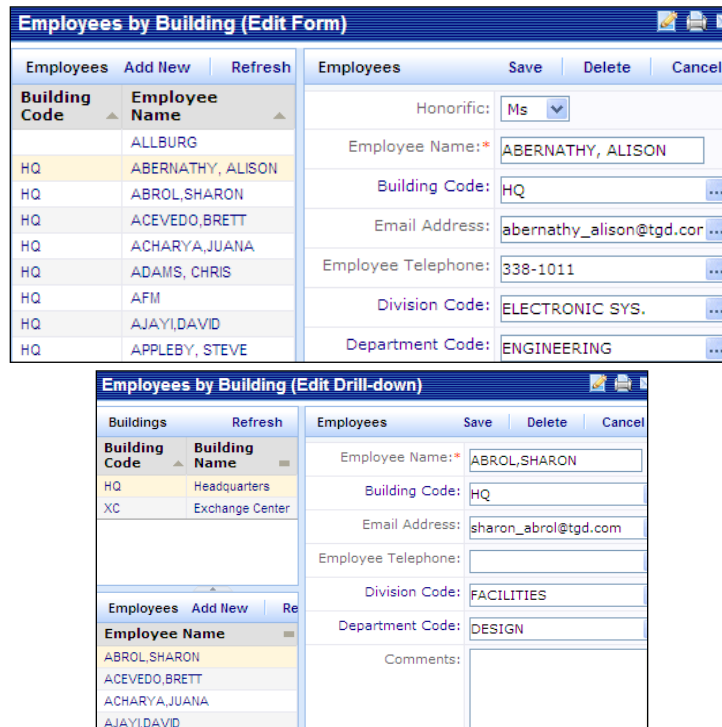 Employees by Building (Edit Form)
Employees Add New Refresh
Building Code Employee Name
ALLBURG
HQ ABERNATHY, ALISON
HQ ABROL,SHARON
HQ ACEVEDO,BRETT
HQ ACHARYA,JUANA
HQ ADAMS, CHRIS
HQ AFM
HQ AJAYI,DAVID
HQ APPLEBY, STEVE
Employees Save Delete Cancel
Honorific: Ms
Employee Name:* ABERNATHY, ALISON
Building Code: HQ ...
Email Address: abernathy_alison@tgd.cor ...
Employee Telephone: 338-1011 ...
Division Code: ELECTRONIC SYS. ...
Department Code: ENGINEERING ...
Employees by Building (Edit Drill-down)
Buildings Refresh
Building Code Building Name
HQ Headquarters
XC Exchange Center
Employees Add New Re
Employee Name
ABROL,SHARON
ACEVEDO,BRETT
ACHARYA,JUANA
AJAYI,DAVID
Employees Save Delete Cancel
Employee Name:* ABROL,SHARON
Building Code: HQ
Email Address: sharon_abrol@tgd.com
Employee Telephone:
Division Code: FACILITIES
Department Code: DESIGN
Comments: